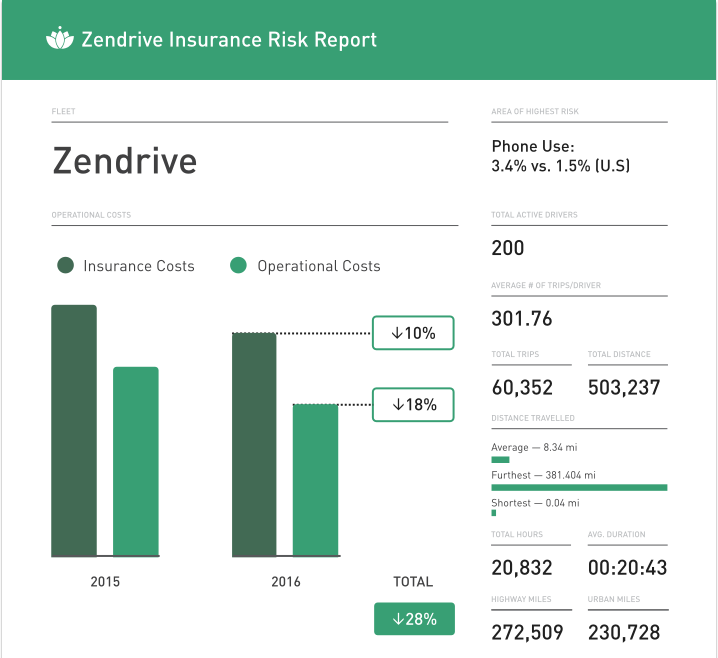 Zendrive Insurance Risk Report
FLEET
Zendrive
OPERATIONAL COSTS
Insurance Costs
Operational Costs
↓10%
↓18%
2015
2016
TOTAL
↓28%
AREA OF HIGHEST RISK
Phone Use:
3.4% vs. 1.5% (U.S)
TOTAL ACTIVE DRIVERS
200
AVERAGE # OF TRIPS/DRIVER
301.76
TOTAL TRIPS
TOTAL DISTANCE
60,352
503,237
DISTANCE TRAVELLED
Average — 8.34 mi
Furthest — 381.404 mi
Shortest — 0.04 mi
TOTAL HOURS
AVG. DURATION
20,832
00:20:43
HIGHWAY MILES
URBAN MILES
272,509
230,728